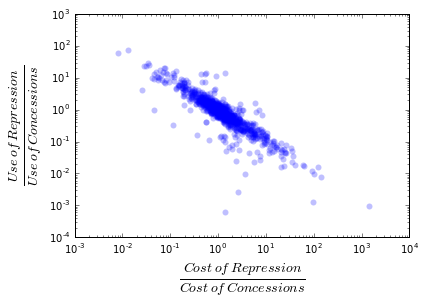 10^3
10^2
10^1
10^0
10^-1
10^-2
10^-3
10^-4
Use of Repression
Use of Concessions
10^-3 10^-2 10^-1 10^0 10^1 10^2 10^3 10^4
Cost of Repression
Cost of Concessions